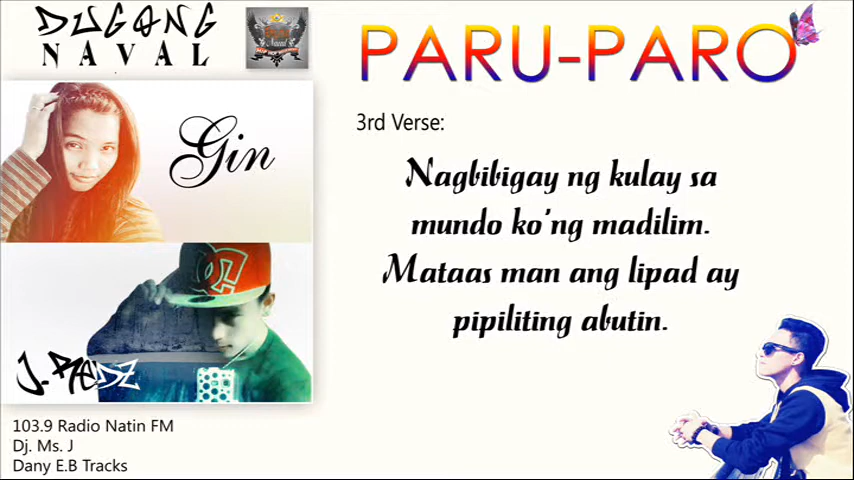 DUGONG
NAVAL
PARU-PARO
3rd Verse:
Gin
Nagbibigay ng kulay sa
mundo ko'ng madilim.
Mataas man ang lipad ay
pipiliting abutin.
J-REDZ
103.9 Radio Natin FM
Dj. Ms. J
Dany E.B Tracks